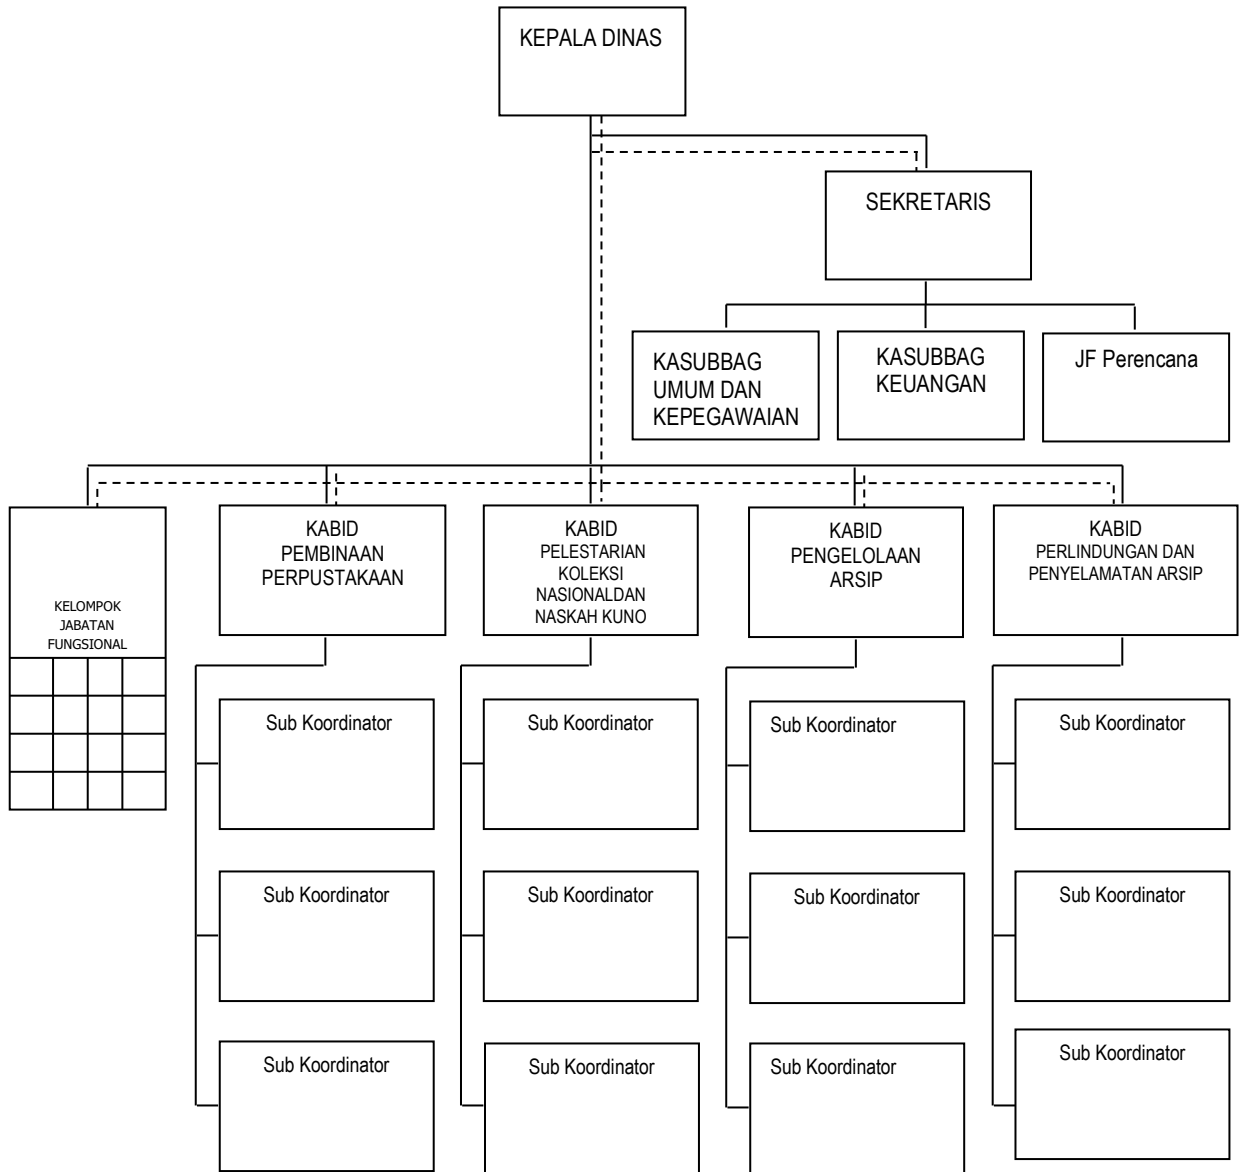 KEPALA DINAS
SEKRETARIS
KASUBBAG
UMUM DAN
KEPEGAWAIAN
KASUBBAG
KEUANGAN
JF Perencana
KELOMPOK
JABATAN
FUNGSIONAL
KABID
PEMBINAAN
PERPUSTAKAAN
KABID
PELESTARIAN
KOLEKSI
NASIONALDAN
NASKAH KUNO
KABID
PENGELOLAAN
ARSIP
KABID
PERLINDUNGAN DAN
PENYELAMATAN ARSIP
Sub Koordinator
Sub Koordinator
Sub Koordinator
Sub Koordinator
Sub Koordinator
Sub Koordinator
Sub Koordinator
Sub Koordinator
Sub Koordinator
Sub Koordinator
Sub Koordinator
Sub Koordinator